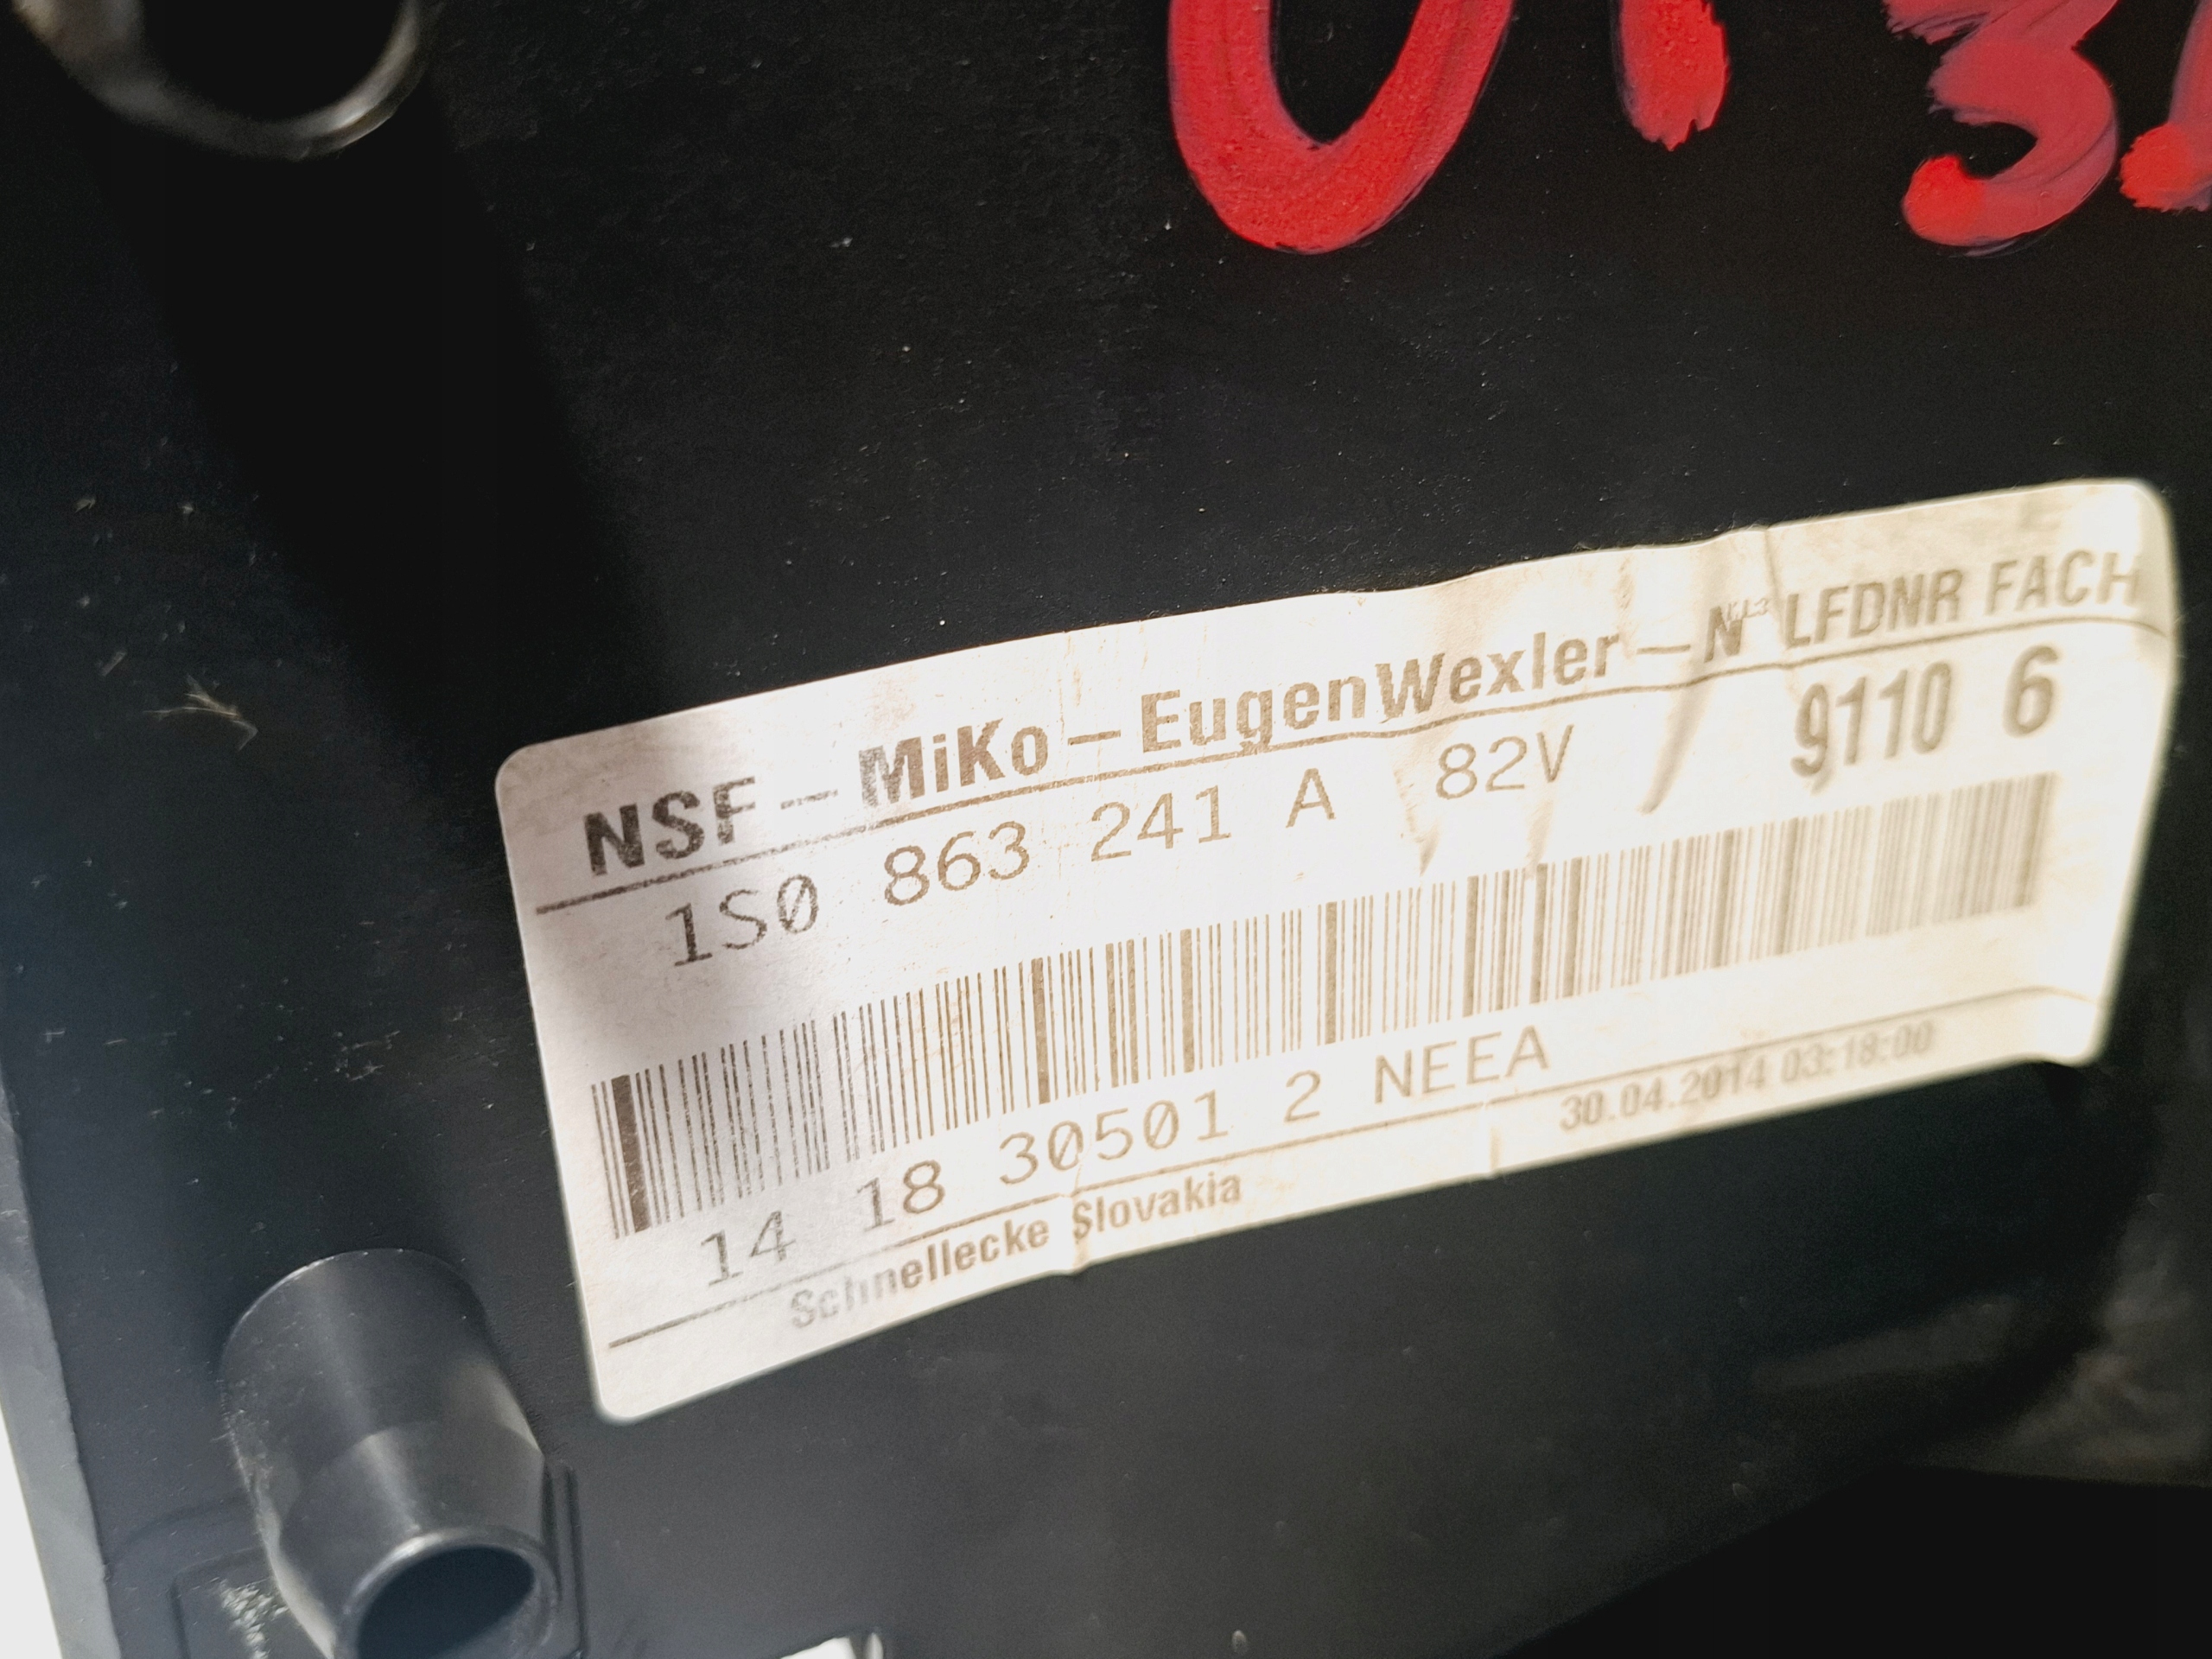 NSF - MiKo - EugenWexler - N LFDNR FACH
1S0 863 241 A 82V 9110 6
14 18 30501 2 NEEA
Schnellecke Slovakia 30.04.2014 03:18:00